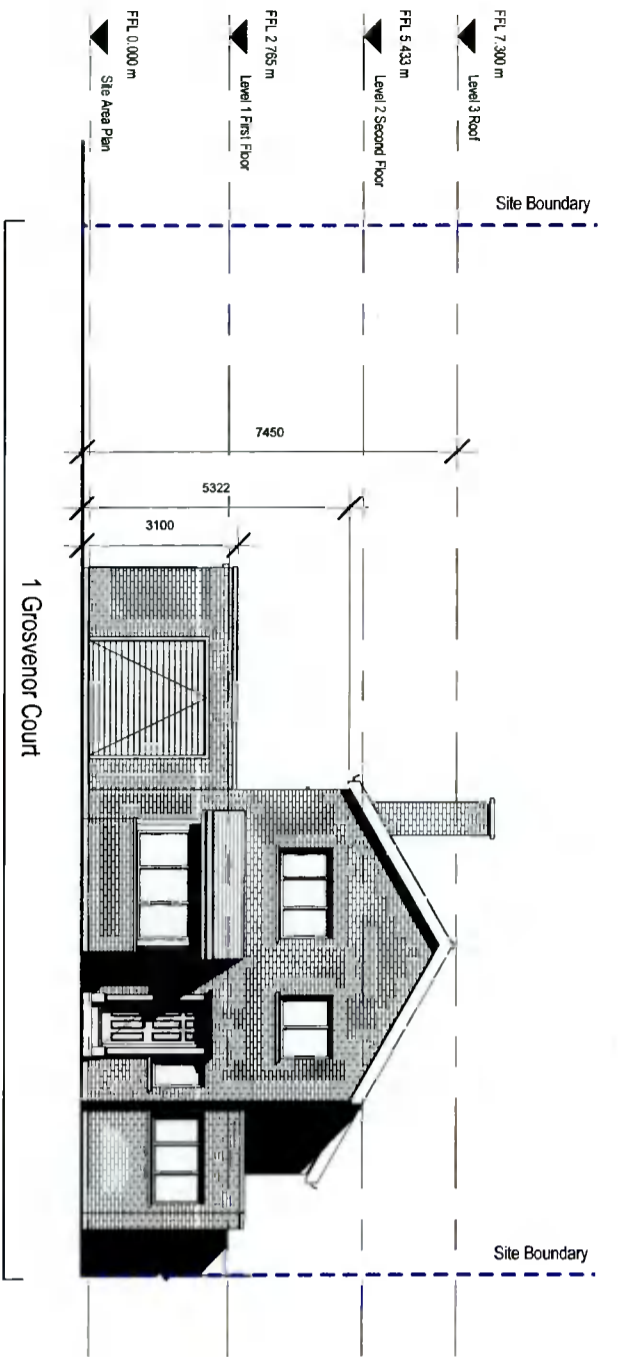 FFL 7.300 m
Level 3 Roof
FFL 5.433 m
Level 2 Second Floor
FFL 2.765 m
Level 1 First Floor
FFL 0.000 m
Site Area Plan
Site Boundary
7450
5322
3100
1 Grosvenor Court
Site Boundary